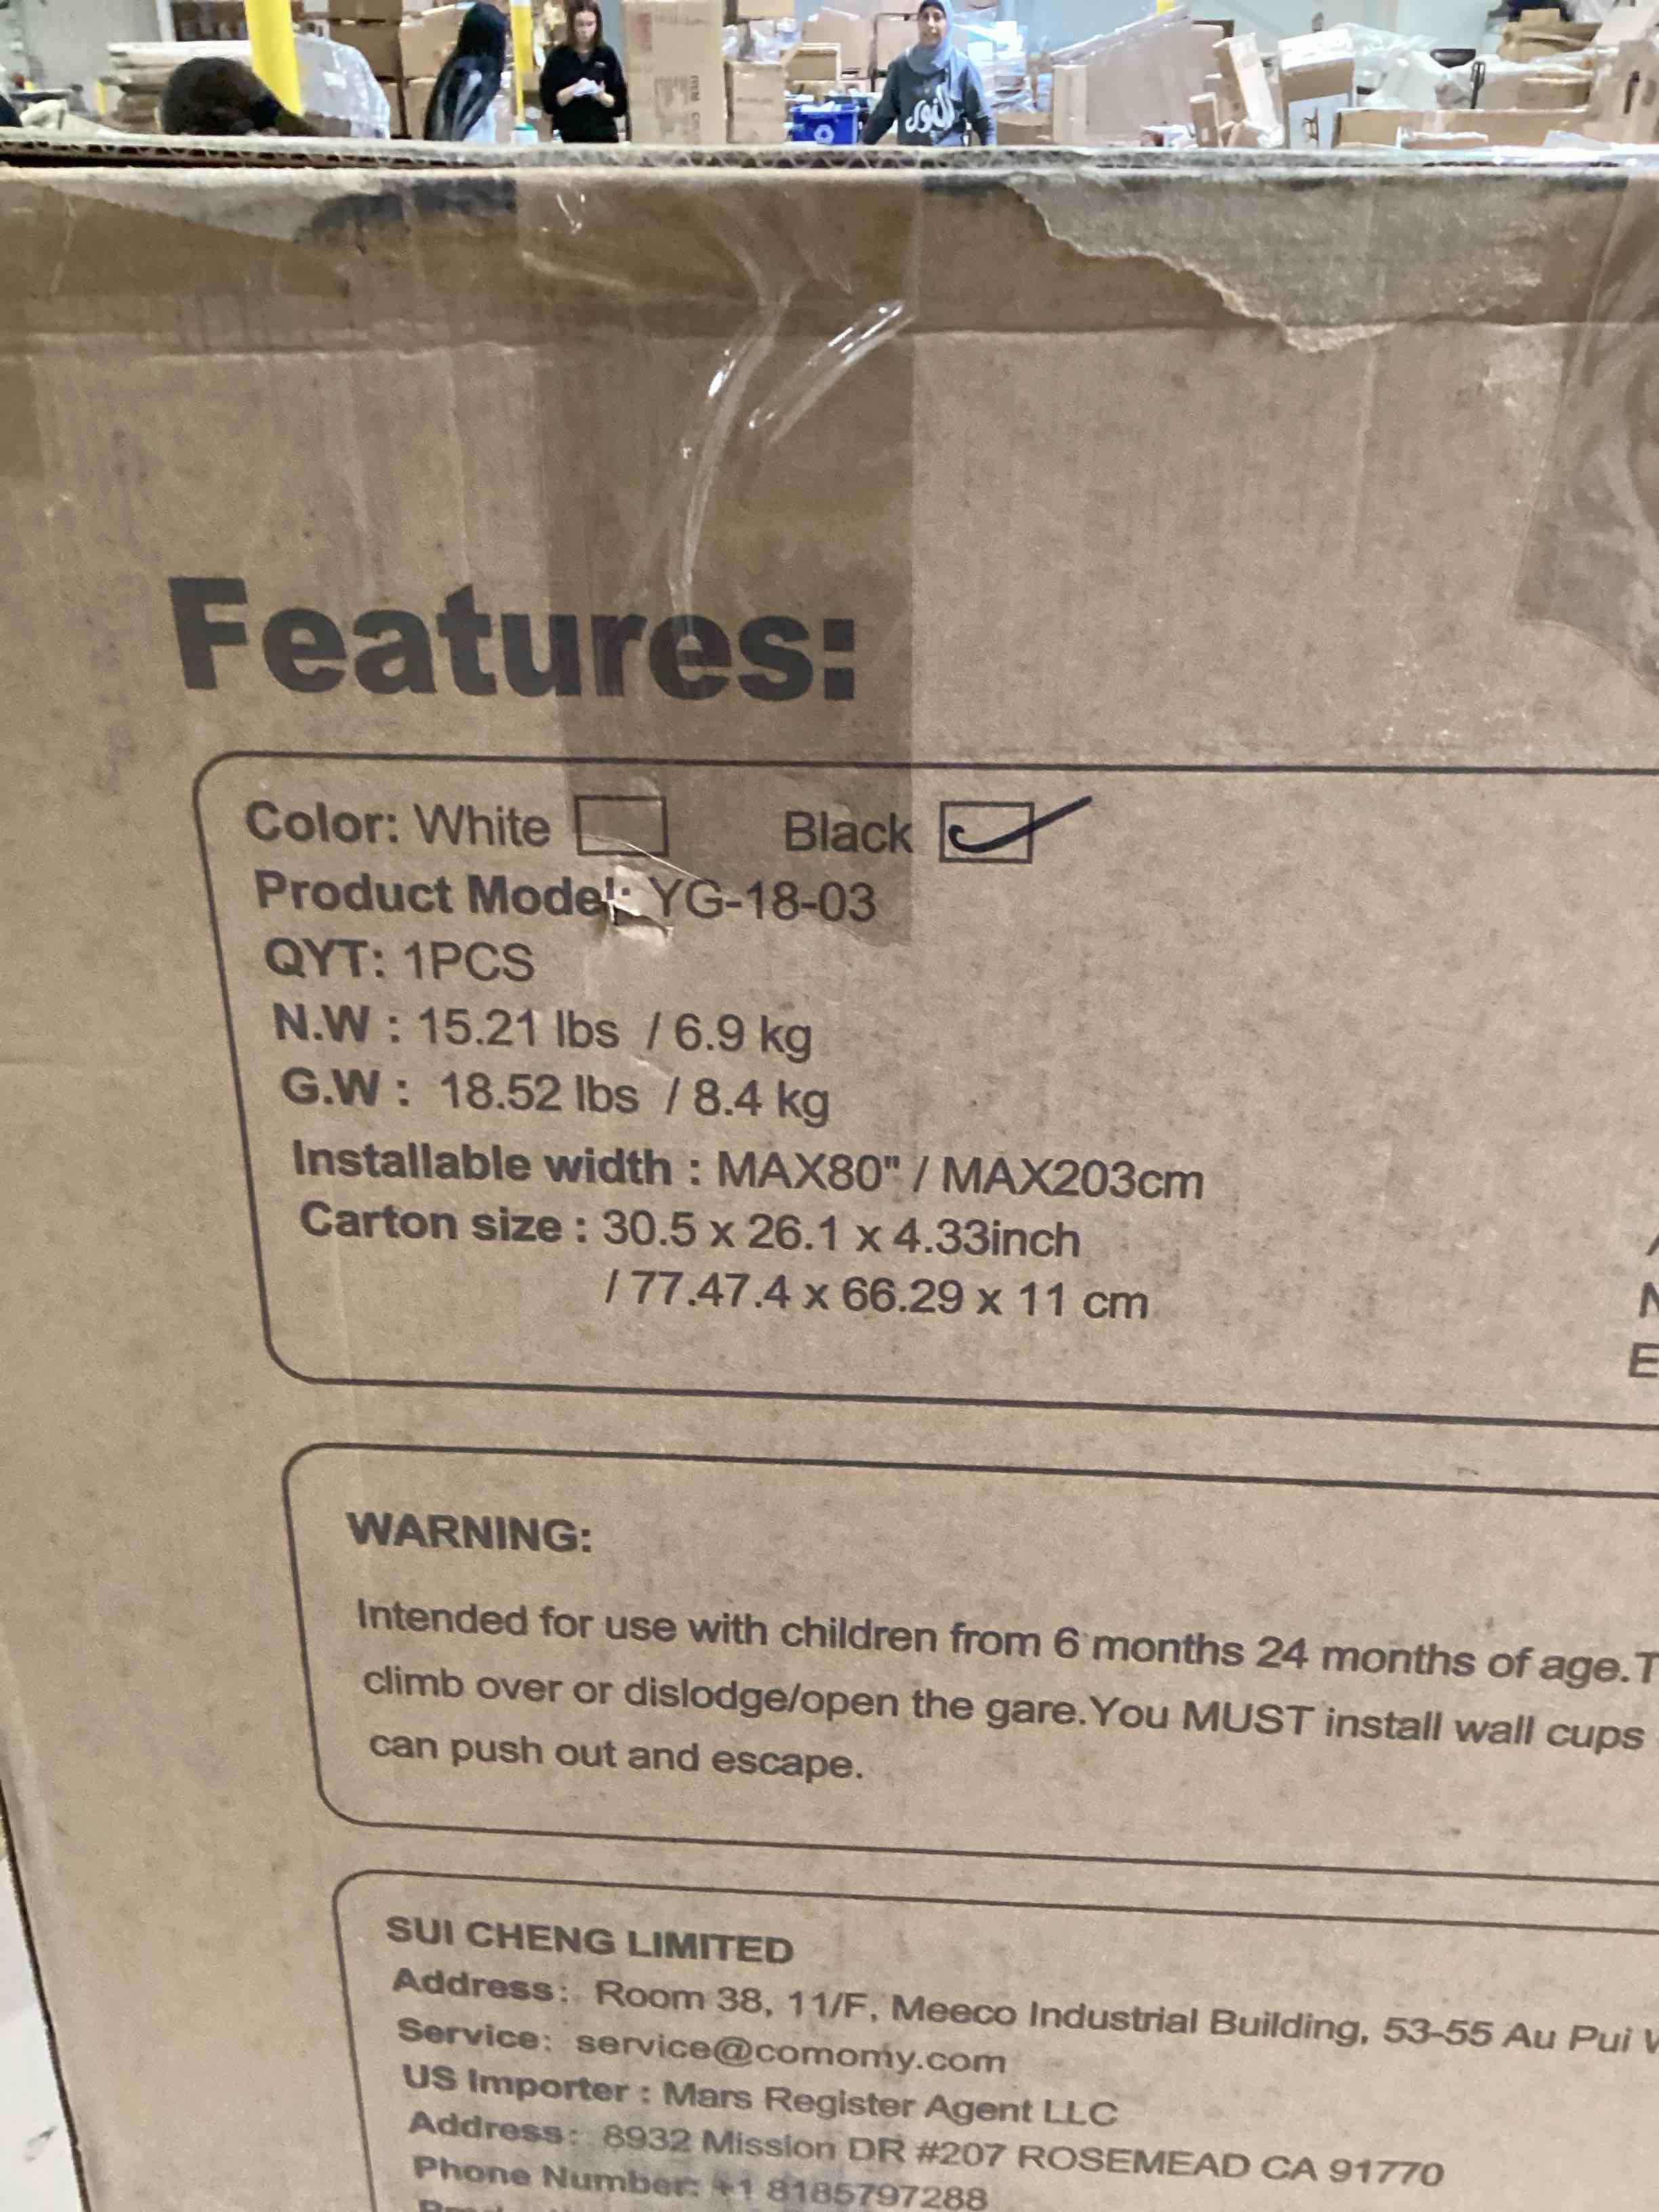 النور
Features:
Color: White Black
Product Model: YG-18-03
QYT: 1PCS
N.W : 15.21 lbs / 6.9 kg
G.W : 18.52 lbs / 8.4 kg
Installable width : MAX80" / MAX203cm
Carton size : 30.5 x 26.1 x 4.33inch
/ 77.47.4 x 66.29 x 11 cm
N
E
WARNING:
Intended for use with children from 6 months 24 months of age.T
climb over or dislodge/open the gare.You MUST install wall cups
can push out and escape.
SUI CHENG LIMITED
Address: Room 38, 11/F, Meeco Industrial Building, 53-55 Au Pui
Service: service@comomy.com
US Importer : Mars Register Agent LLC
Address: 8932 Mission DR #207 ROSEMEAD CA 91770
Phone Number: +1 8185797288